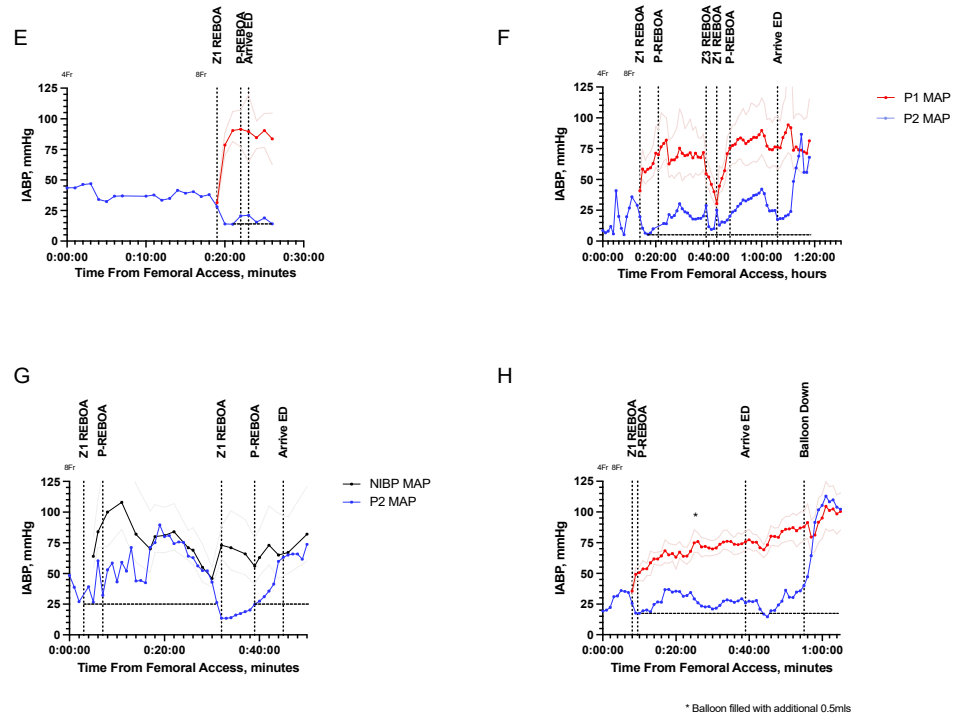 E
Z1 REBOA
P-REBOA
Arrive ED
4Fr
8Fr
125
100
75
50
25
0
IABP, mmHg
0:00:00
0:10:00
0:20:00
0:30:00
Time From Femoral Access, minutes
F
Z1 REBOA
P-REBOA
Z3 REBOA
Z1 REBOA
P-REBOA
Arrive ED
4Fr
8Fr
125
100
75
50
25
0
IABP, mmHg
0:00:00
0:20:00
0:40:00
1:00:00
1:20:00
Time From Femoral Access, hours
P1 MAP
P2 MAP
G
Z1 REBOA
P-REBOA
Z1 REBOA
P-REBOA
Arrive ED
8Fr
125
100
75
50
25
0
IABP, mmHg
0:00:00
0:20:00
0:40:00
Time From Femoral Access, minutes
NIBP MAP
P2 MAP
H
Z1 REBOA
P-REBOA
Arrive ED
Balloon Down
4Fr 8Fr
125
100
75
50
25
0
IABP, mmHg
*
0:00:00
0:20:00
0:40:00
1:00:00
Time From Femoral Access, minutes
* Balloon filled with additional 0.5mls